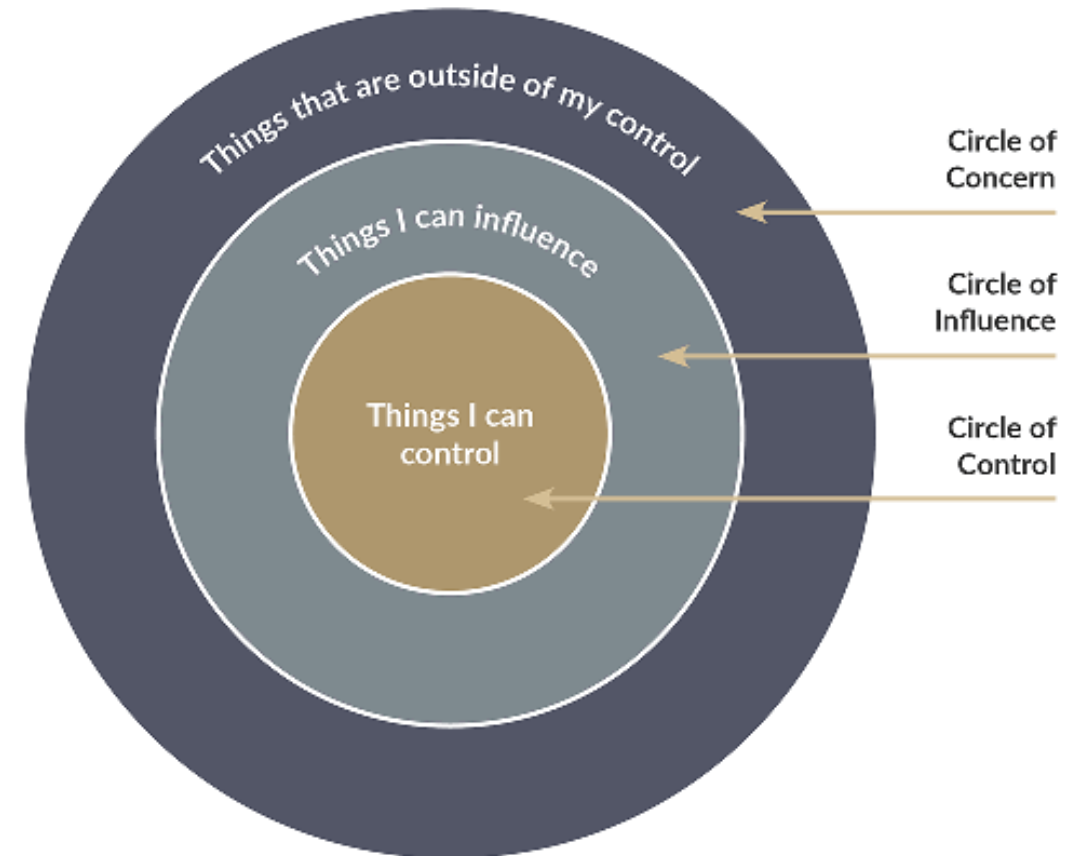 Things that are outside of my control
Things I can influence
Things I can
control
Circle of
Concern
Circle of
Influence
Circle of
Control